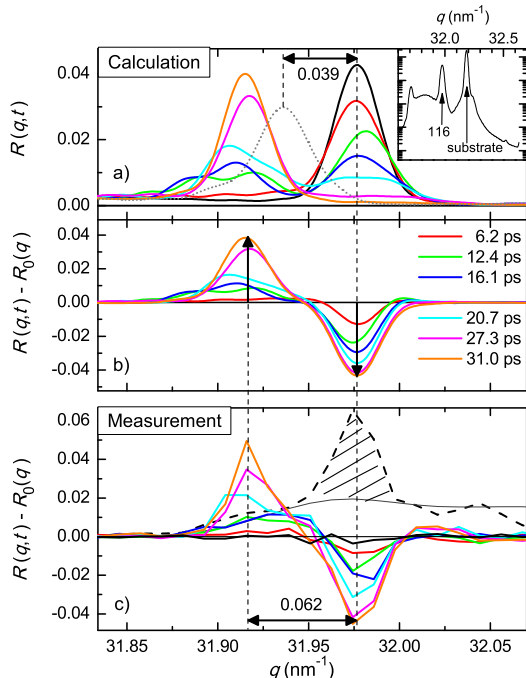 q (nm⁻¹)
32.0 32.5
116
substrate
Calculation
0.039
R (q,t)
0.04
0.02
0.00
a)
R (q,t) - R₀(q)
0.04
0.02
0.00
-0.02
-0.04
b)
6.2 ps
12.4 ps
16.1 ps
20.7 ps
27.3 ps
31.0 ps
Measurement
R (q,t) - R₀(q)
0.06
0.04
0.02
0.00
-0.02
-0.04
c)
0.062
31.85 31.90 31.95 32.00 32.05
q (nm⁻¹)